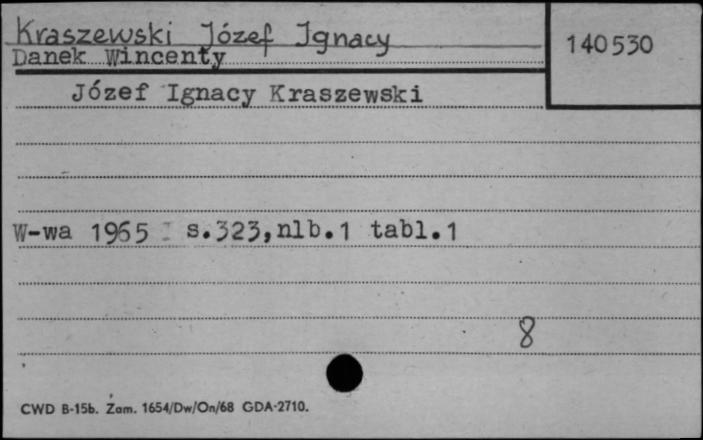 Kraszewski Józef Ignacy
140530
Danek Wincenty
Józef Ignacy Kraszewski
W-wa 1965 s.323,nlb.1 tabl.1
8
CWD B-15b. Zam. 1654/Dw/On/68 GDA-2710.